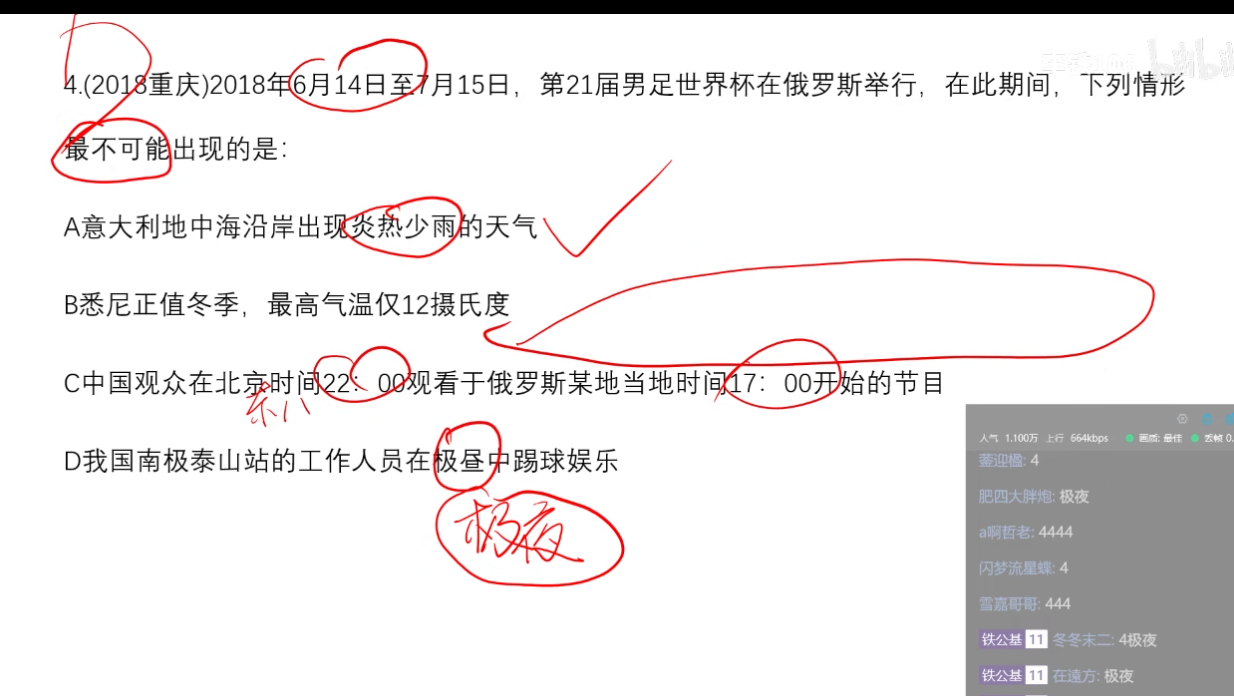 4.(2018重庆)2018年6月14日至7月15日，第21届男足世界杯在俄罗斯举行，在此期间，下列情形
最不可能出现的是：
A意大利地中海沿岸出现炎热少雨的天气
B悉尼正值冬季，最高气温仅12摄氏度
C中国观众在北京时间22：00观看于俄罗斯某地当地时间17：00开始的节目
东八
D我国南极泰山站的工作人员在极昼中踢球娱乐
极夜
bilibili
人气 1.100万 上行 664kbps 画质: 最佳 丢帧 0.
蓥迎楹: 4
肥四大胖炮: 极夜
a啊哲老: 4444
闪梦流星蝶: 4
雪嘉哥哥: 444
铁公基 11 冬冬末二: 4极夜
铁公基 11 在遠方: 极夜